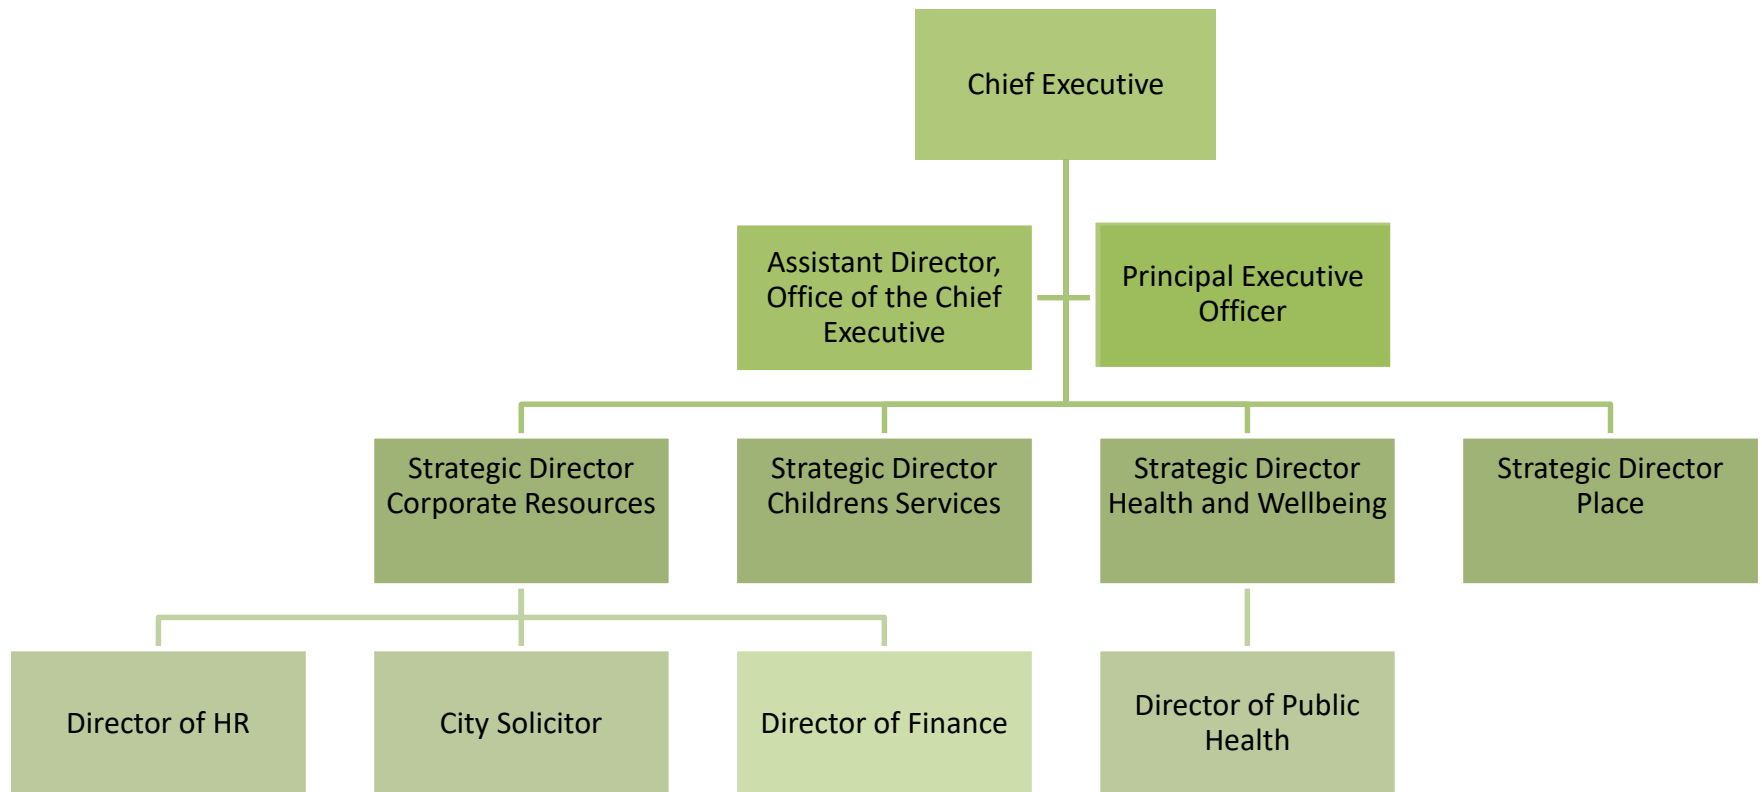 Chief Executive
Assistant Director,
Office of the Chief
Executive
Principal Executive
Officer
Strategic Director
Corporate Resources
Strategic Director
Childrens Services
Strategic Director
Health and Wellbeing
Strategic Director
Place
Director of HR
City Solicitor
Director of Finance
Director of Public
Health